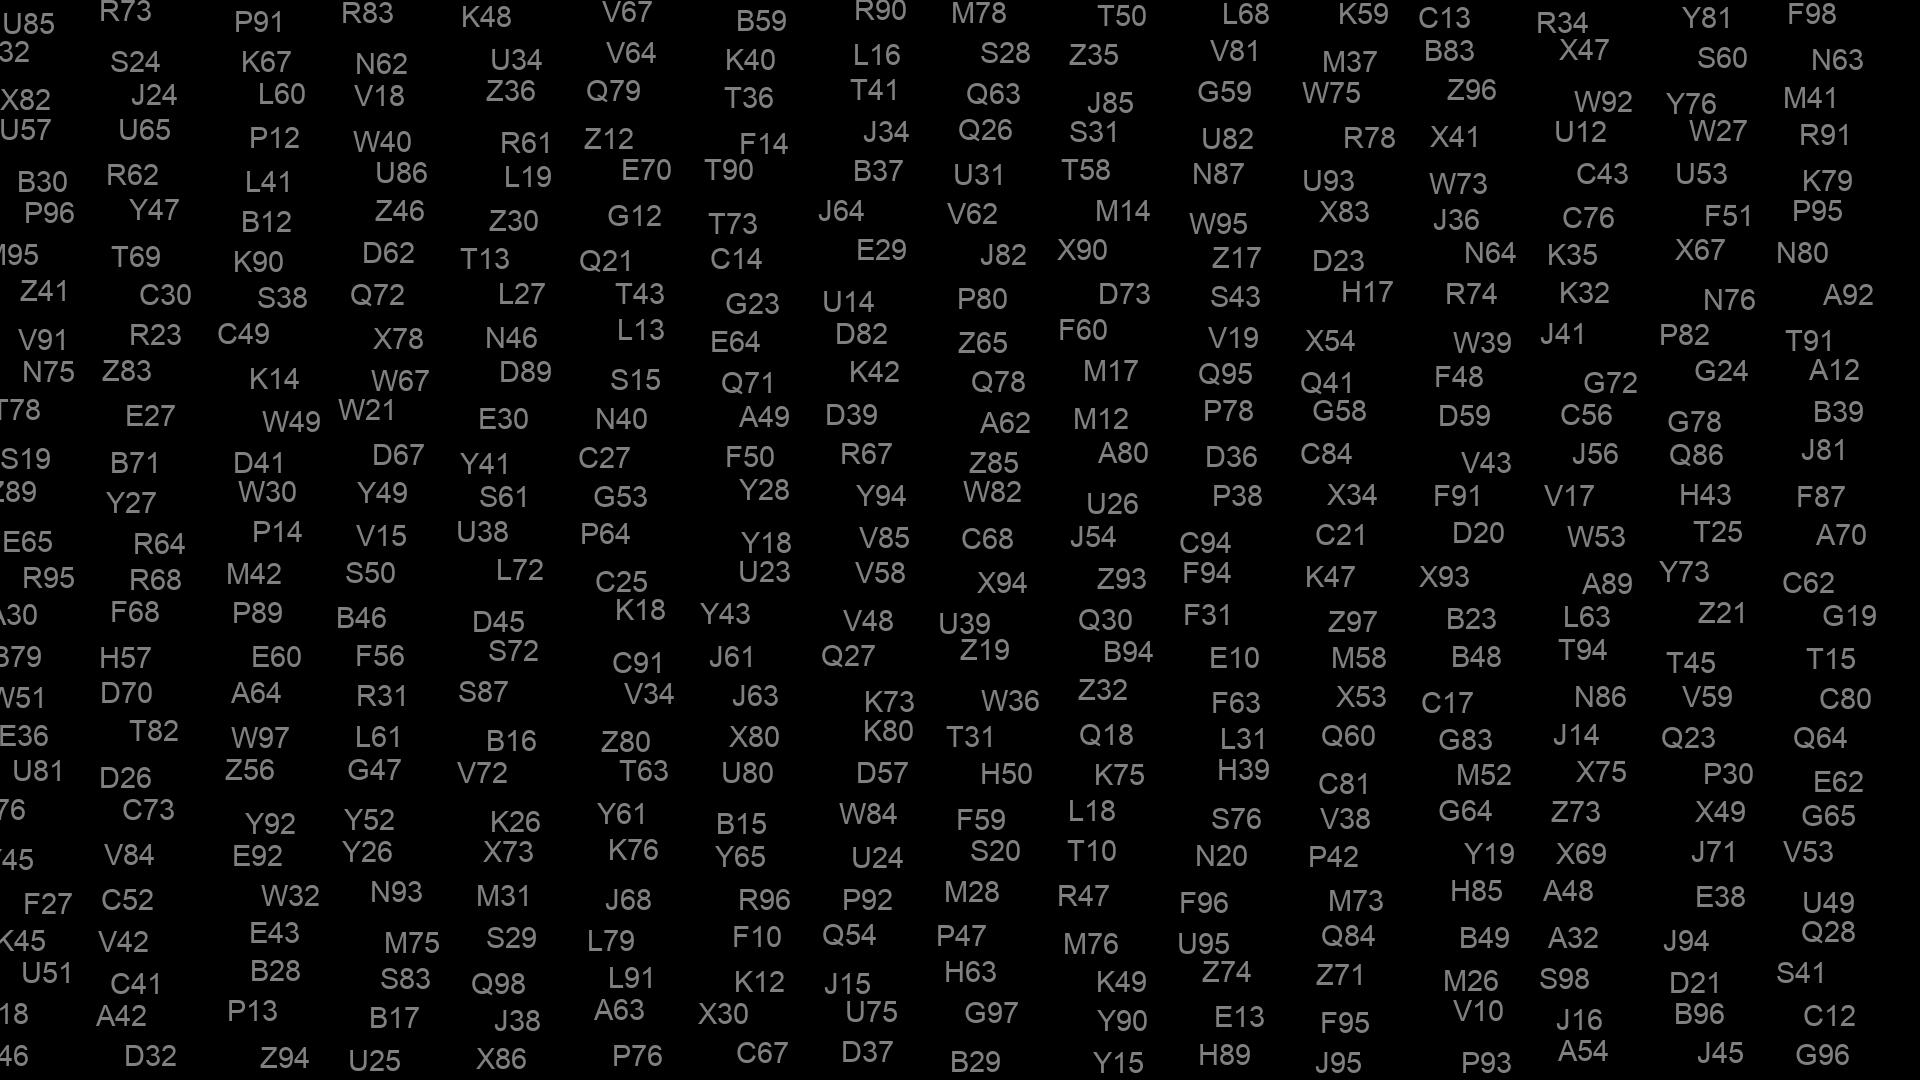 U85 R73 P91 R83 K48 V67 B59 R90 M78 T50 L68 K59 C13 R34 Y81 F98
32 S24 K67 N62 U34 V64 K40 L16 S28 Z35 V81 M37 B83 X47 S60 N63
X82 J24 L60 V18 Z36 Q79 T36 T41 Q63 J85 G59 W75 Z96 W92 Y76 M41
U57 U65 P12 W40 R61 Z12 F14 J34 Q26 S31 U82 R78 X41 U12 W27 R91
B30 R62 L41 U86 L19 E70 T90 B37 U31 T58 N87 U93 W73 C43 U53 K79
P96 Y47 B12 Z46 Z30 G12 T73 J64 V62 M14 W95 X83 J36 C76 F51 P95
M95 T69 K90 D62 T13 Q21 C14 E29 J82 X90 Z17 D23 N64 K35 X67 N80
Z41 C30 S38 Q72 L27 T43 G23 U14 P80 D73 S43 H17 R74 K32 N76 A92
V91 R23 C49 X78 N46 L13 E64 D82 Z65 F60 V19 X54 W39 J41 P82 T91
N75 Z83 K14 W67 D89 S15 Q71 K42 Q78 M17 Q95 Q41 F48 G72 G24 A12
T78 E27 W49 W21 E30 N40 A49 D39 A62 M12 P78 G58 D59 C56 G78 B39
S19 B71 D41 D67 Y41 C27 F50 R67 Z85 A80 D36 C84 V43 J56 Q86 J81
Z89 Y27 W30 Y49 S61 G53 Y28 Y94 W82 U26 P38 X34 F91 V17 H43 F87
E65 R64 P14 V15 U38 P64 Y18 V85 C68 J54 C94 C21 D20 W53 T25 A70
R95 R68 M42 S50 L72 C25 U23 V58 X94 Z93 F94 K47 X93 A89 Y73 C62
A30 F68 P89 B46 D45 K18 Y43 V48 U39 Q30 F31 Z97 B23 L63 Z21 G19
B79 H57 E60 F56 S72 C91 J61 Q27 Z19 B94 E10 M58 B48 T94 T45 T15
W51 D70 A64 R31 S87 V34 J63 K73 W36 Z32 F63 X53 C17 N86 V59 C80
E36 T82 W97 L61 B16 Z80 X80 K80 T31 Q18 L31 Q60 G83 J14 Q23 Q64
U81 D26 Z56 G47 V72 T63 U80 D57 H50 K75 H39 C81 M52 X75 P30 E62
76 C73 Y92 Y52 K26 Y61 B15 W84 F59 L18 S76 V38 G64 Z73 X49 G65
45 V84 E92 Y26 X73 K76 Y65 U24 S20 T10 N20 P42 Y19 X69 J71 V53
F27 C52 W32 N93 M31 J68 R96 P92 M28 R47 F96 M73 H85 A48 E38 U49
K45 V42 E43 M75 S29 L79 F10 Q54 P47 M76 U95 Q84 B49 A32 J94 Q28
U51 C41 B28 S83 Q98 L91 K12 J15 H63 K49 Z74 Z71 M26 S98 D21 S41
18 A42 P13 B17 J38 A63 X30 U75 G97 Y90 E13 F95 V10 J16 B96 C12
46 D32 Z94 U25 X86 P76 C67 D37 B29 Y15 H89 J95 P93 A54 J45 G96